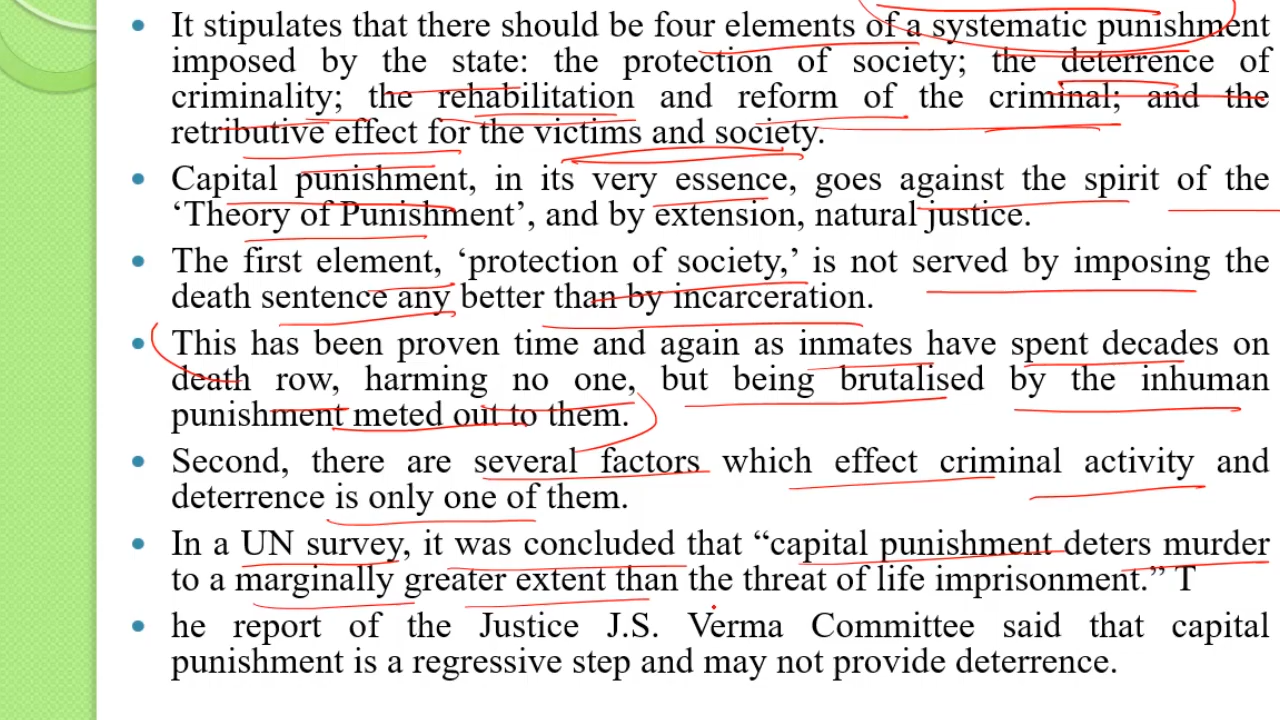 • It stipulates that there should be four elements of a systematic punishment
imposed by the state: the protection of society; the deterrence of
criminality; the rehabilitation and reform of the criminal; and the
retributive effect for the victims and society.
• Capital punishment, in its very essence, goes against the spirit of the
‘Theory of Punishment’, and by extension, natural justice.
• The first element, ‘protection of society,’ is not served by imposing the
death sentence any better than by incarceration.
• This has been proven time and again as inmates have spent decades on
death row, harming no one, but being brutalised by the inhuman
punishment meted out to them.
• Second, there are several factors which effect criminal activity and
deterrence is only one of them.
• In a UN survey, it was concluded that “capital punishment deters murder
to a marginally greater extent than the threat of life imprisonment.” T
• he report of the Justice J.S. Verma Committee said that capital
punishment is a regressive step and may not provide deterrence.